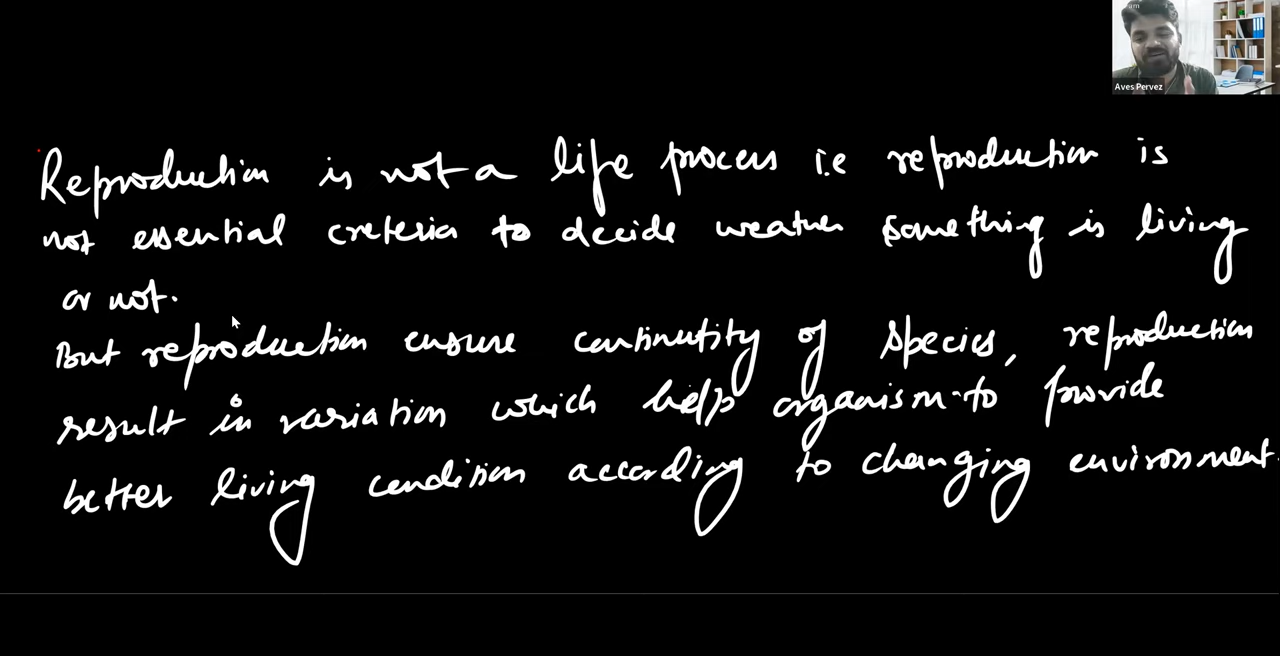 Aves Pervez
Reproduction is not a life process i.e reproduction is
not essential creteria to decide weather something is living
or not.
But reproduction ensure continutity of species, reproduction
result in variation which help organism to provide
better living condition according to changing environment.